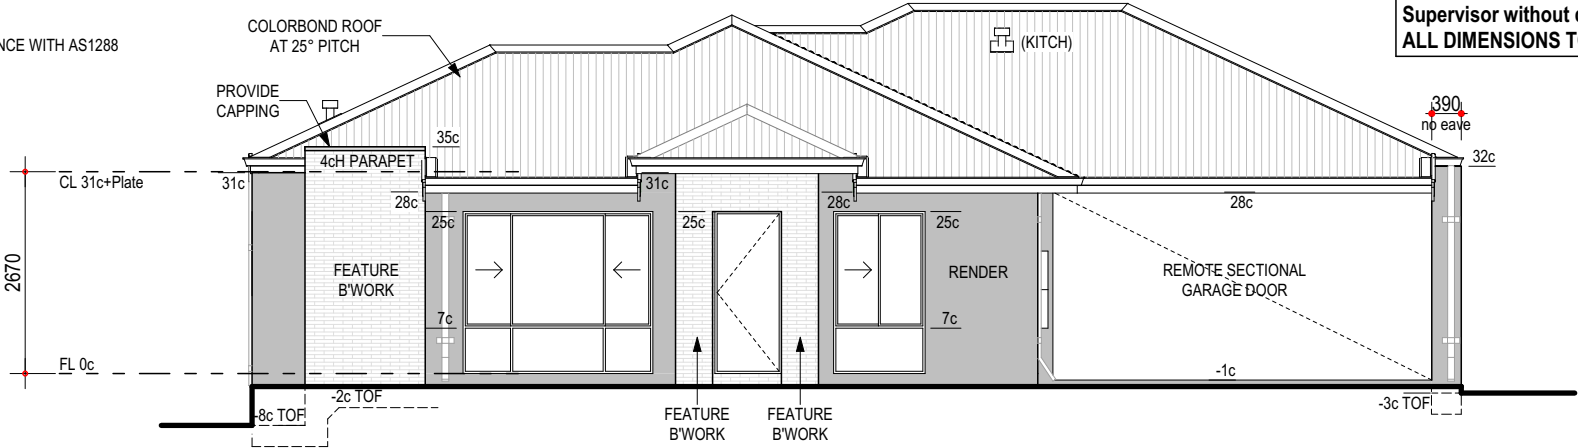 NCE WITH AS1288
COLORBOND ROOF
AT 25° PITCH
(KITCH)
Supervisor without
ALL DIMENSIONS
PROVIDE
CAPPING
390
no eave
35c
4cH PARAPET
32c
CL 31c+Plate
31c
31c
28c
28c
28c
25c
25c
25c
2670
FEATURE
B'WORK
RENDER
REMOTE SECTIONAL
GARAGE DOOR
7c
7c
FL 0c
-1c
-2c TOF
-8c TOF
-3c TOF
FEATURE
B'WORK
FEATURE
B'WORK